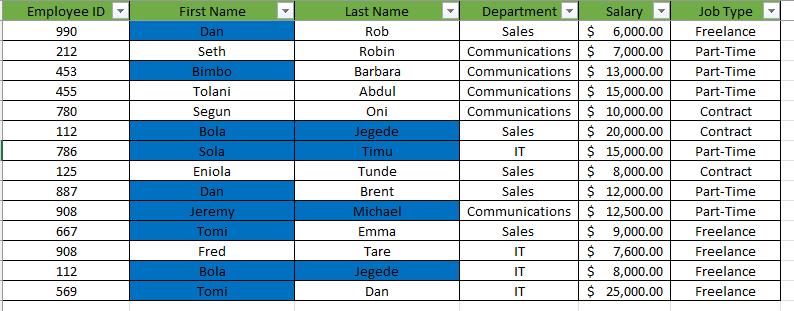 Employee ID First Name Last Name Department Salary Job Type
990 Dan Rob Sales $ 6,000.00 Freelance
212 Seth Robin Communications $ 7,000.00 Part-Time
453 Bimbo Barbara Communications $ 13,000.00 Part-Time
455 Tolani Abdul Communications $ 15,000.00 Part-Time
780 Segun Oni Communications $ 10,000.00 Contract
112 Bola Jegede Sales $ 20,000.00 Contract
786 Sola Timu IT $ 15,000.00 Part-Time
125 Eniola Tunde Sales $ 8,000.00 Contract
887 Dan Brent Sales $ 12,000.00 Part-Time
908 Jeremy Michael Communications $ 12,500.00 Part-Time
667 Tomi Emma Sales $ 9,000.00 Freelance
908 Fred Tare IT $ 7,600.00 Freelance
112 Bola Jegede IT $ 8,000.00 Freelance
569 Tomi Dan IT $ 25,000.00 Freelance